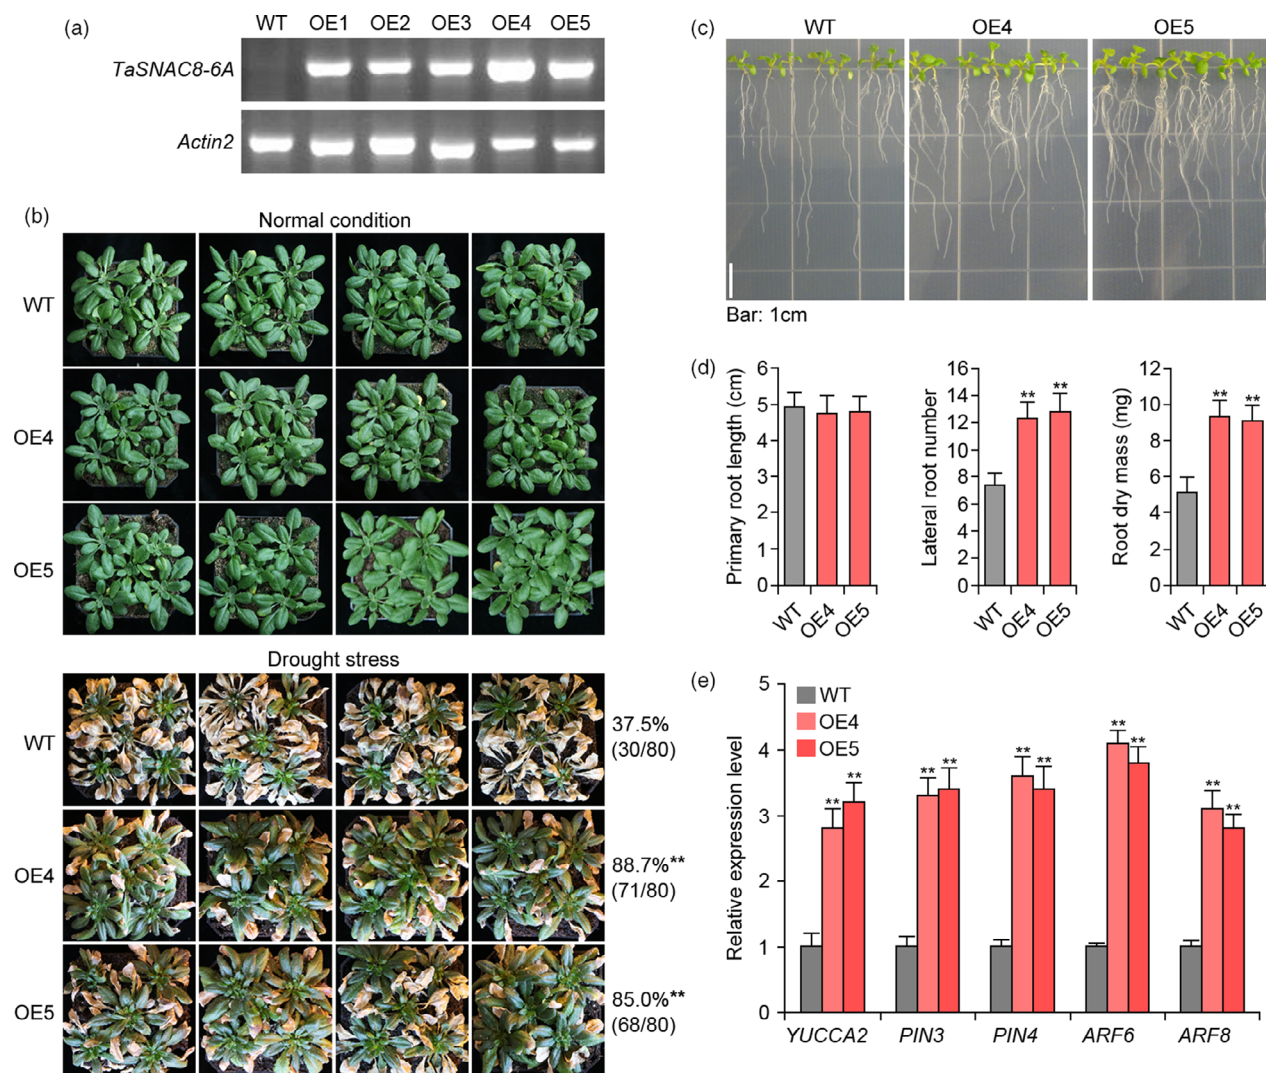 (a)
WT OE1 OE2 OE3 OE4 OE5
TaSNAC8-6A
Actin2
(b)
Normal condition
WT
OE4
OE5
Drought stress
WT
37.5%
(30/80)
OE4
88.7%**
(71/80)
OE5
85.0%**
(68/80)
(c)
WT OE4 OE5
Bar: 1cm
(d)
Primary root length (cm)
6
5
4
3
2
1
0
WT OE4 OE5
Lateral root number
16
14
12
10
8
6
4
2
0
** **
WT OE4 OE5
Root dry mass (mg)
12
10
8
6
4
2
0
** **
WT OE4 OE5
(e)
Relative expression level
5
4
3
2
1
0
WT
OE4
OE5
** ** ** ** ** ** ** ** ** **
YUCCA2 PIN3 PIN4 ARF6 ARF8